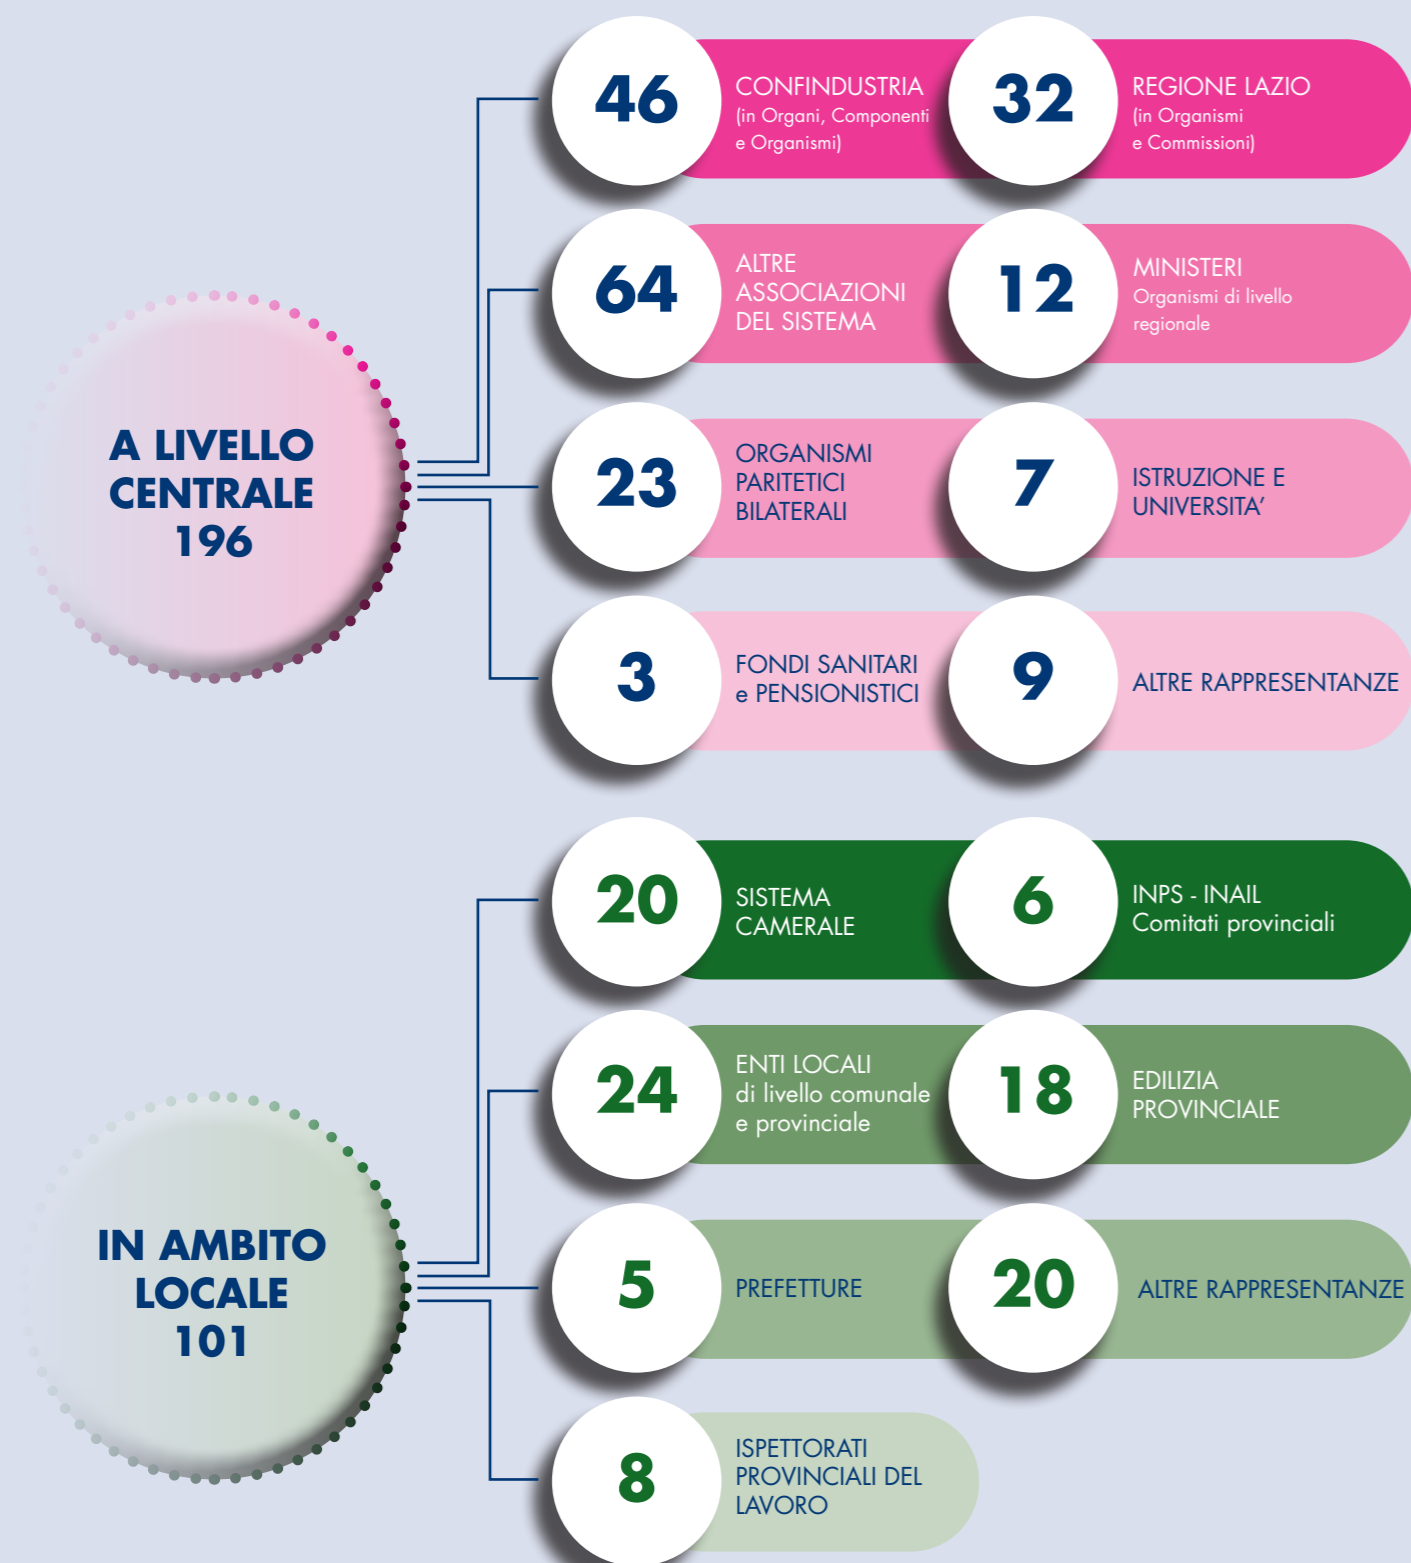 A LIVELLO
CENTRALE
196
46
CONFINDUSTRIA
(in Organi, Componenti
e Organismi)
32
REGIONE LAZIO
(in Organismi
e Commissioni)
64
ALTRE
ASSOCIAZIONI
DEL SISTEMA
12
MINISTERI
Organismi di livello
regionale
23
ORGANISMI
PARITETICI
BILATERALI
7
ISTRUZIONE E
UNIVERSITA’
3
FONDI SANITARI
e PENSIONISTICI
9
ALTRE RAPPRESENTANZE
IN AMBITO
LOCALE
101
20
SISTEMA
CAMERALE
6
INPS - INAIL
Comitati provinciali
24
ENTI LOCALI
di livello comunale
e provinciale
18
EDILIZIA
PROVINCIALE
5
PREFETTURE
20
ALTRE RAPPRESENTANZE
8
ISPETTORATI
PROVINCIALI DEL
LAVORO